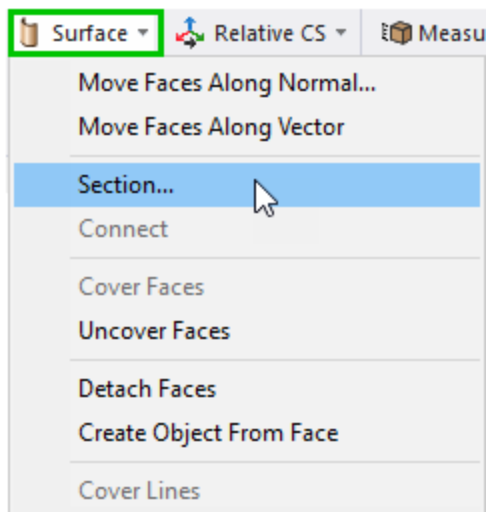 Surface Relative CS Measu
Move Faces Along Normal...
Move Faces Along Vector
Section...
Connect
Cover Faces
Uncover Faces
Detach Faces
Create Object From Face
Cover Lines